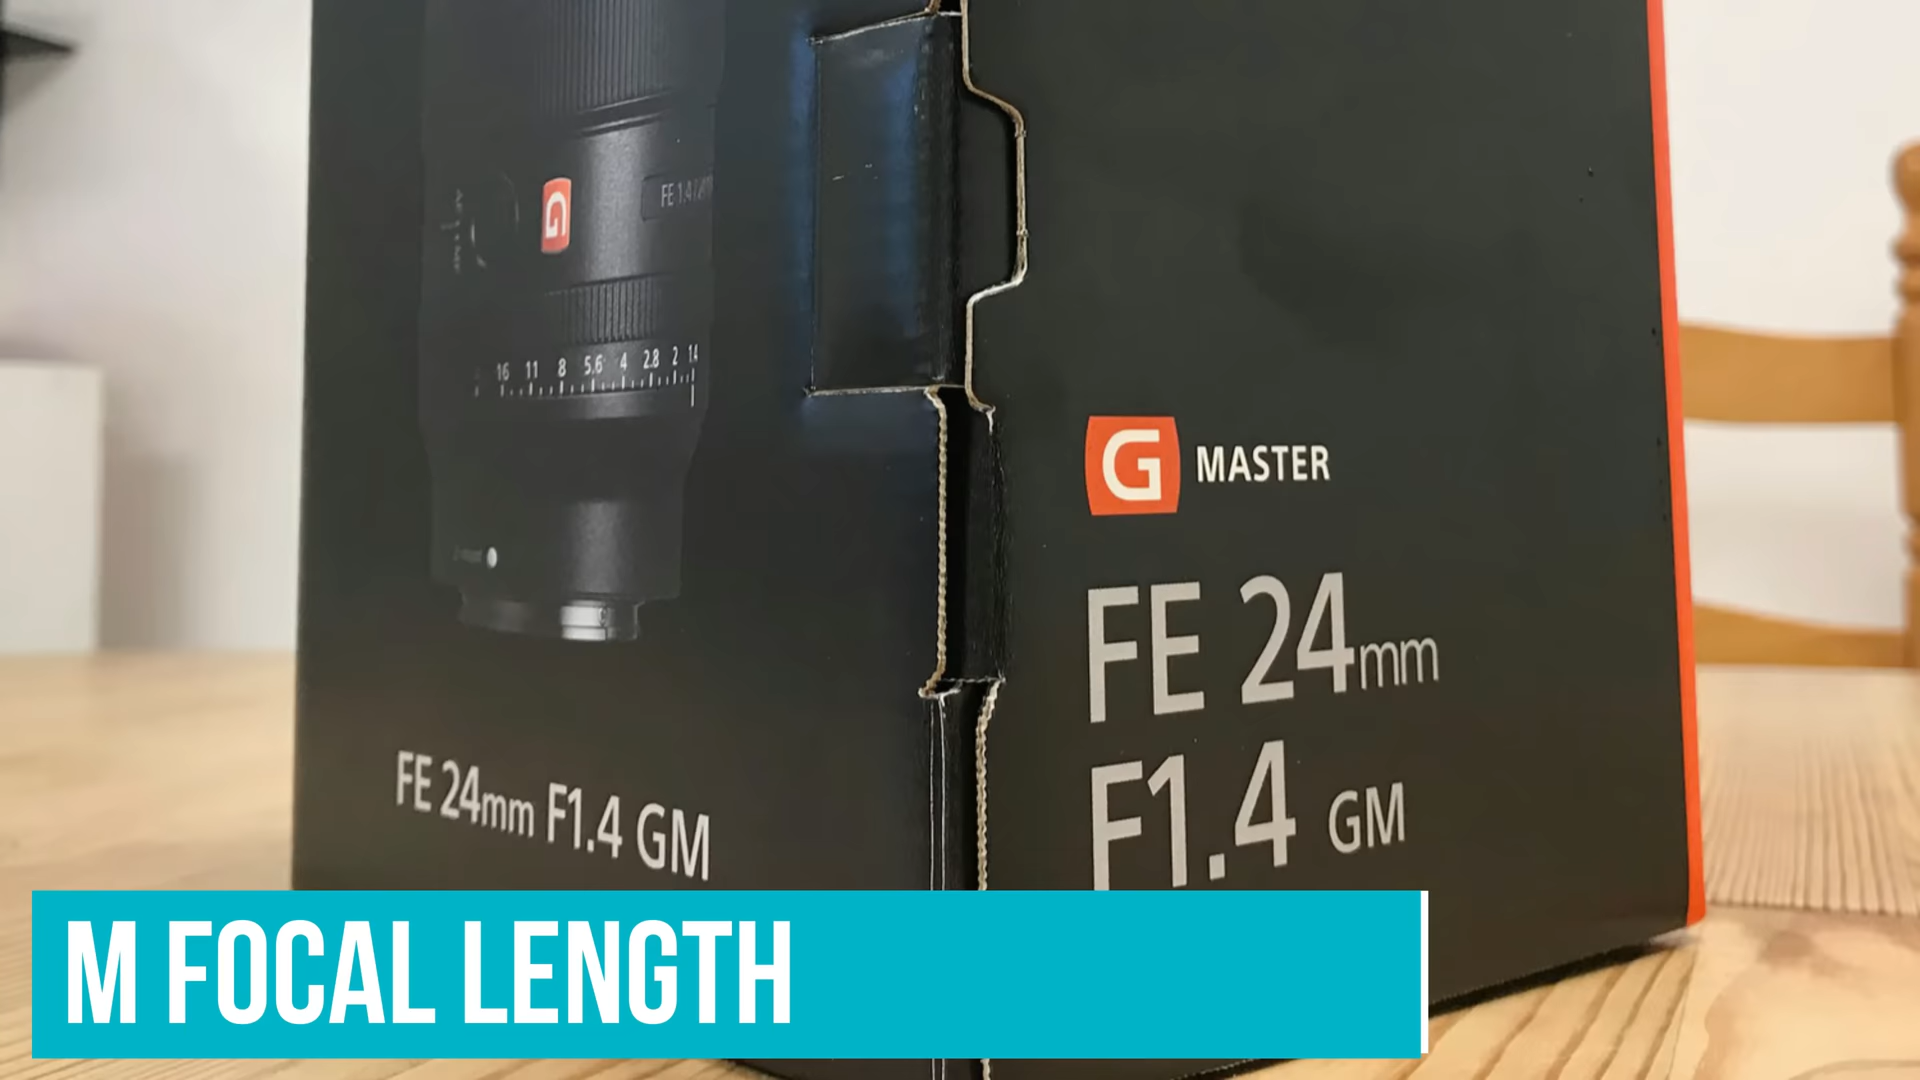 G
FE 1.4/
16 11 8 5.6 4 2.8 2 1.4
FE 24mm F1.4 GM
G MASTER
FE 24mm
F1.4 GM
M FOCAL LENGTH